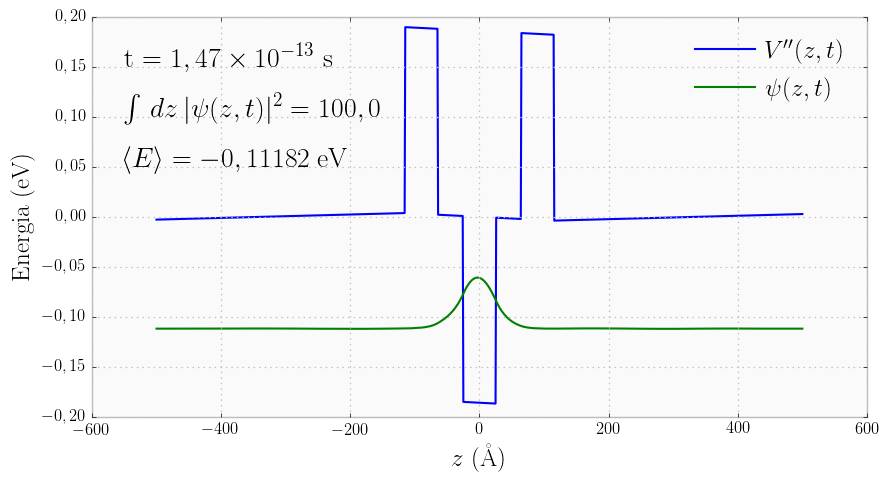 t = 1,47 × 10⁻¹³ s
∫ dz |ψ(z,t)|² = 100,0
⟨E⟩ = −0,11182 eV
V″(z,t)
ψ(z,t)
Energia (eV)
0,20
0,15
0,10
0,05
0,00
−0,05
−0,10
−0,15
−0,20
−600 −400 −200 0 200 400 600
z (Å)